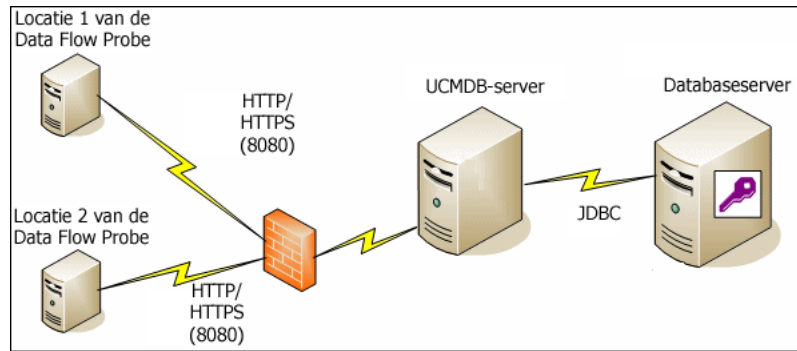 Locatie 1 van de
Data Flow Probe
HTTP/
HTTPS
(8080)
UCMDB-server
Databaseserver
JDBC
Locatie 2 van de
Data Flow Probe
HTTP/
HTTPS
(8080)